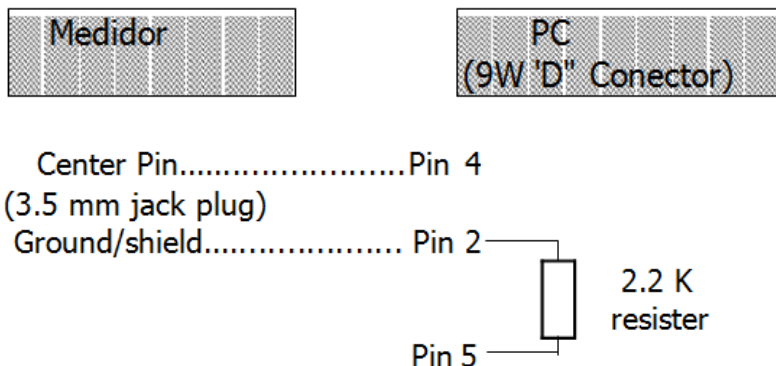 Medidor
PC
(9W 'D" Conector)
Center Pin..........................Pin 4
(3.5 mm jack plug)
Ground/shield...................... Pin 2
2.2 K
resister
Pin 5